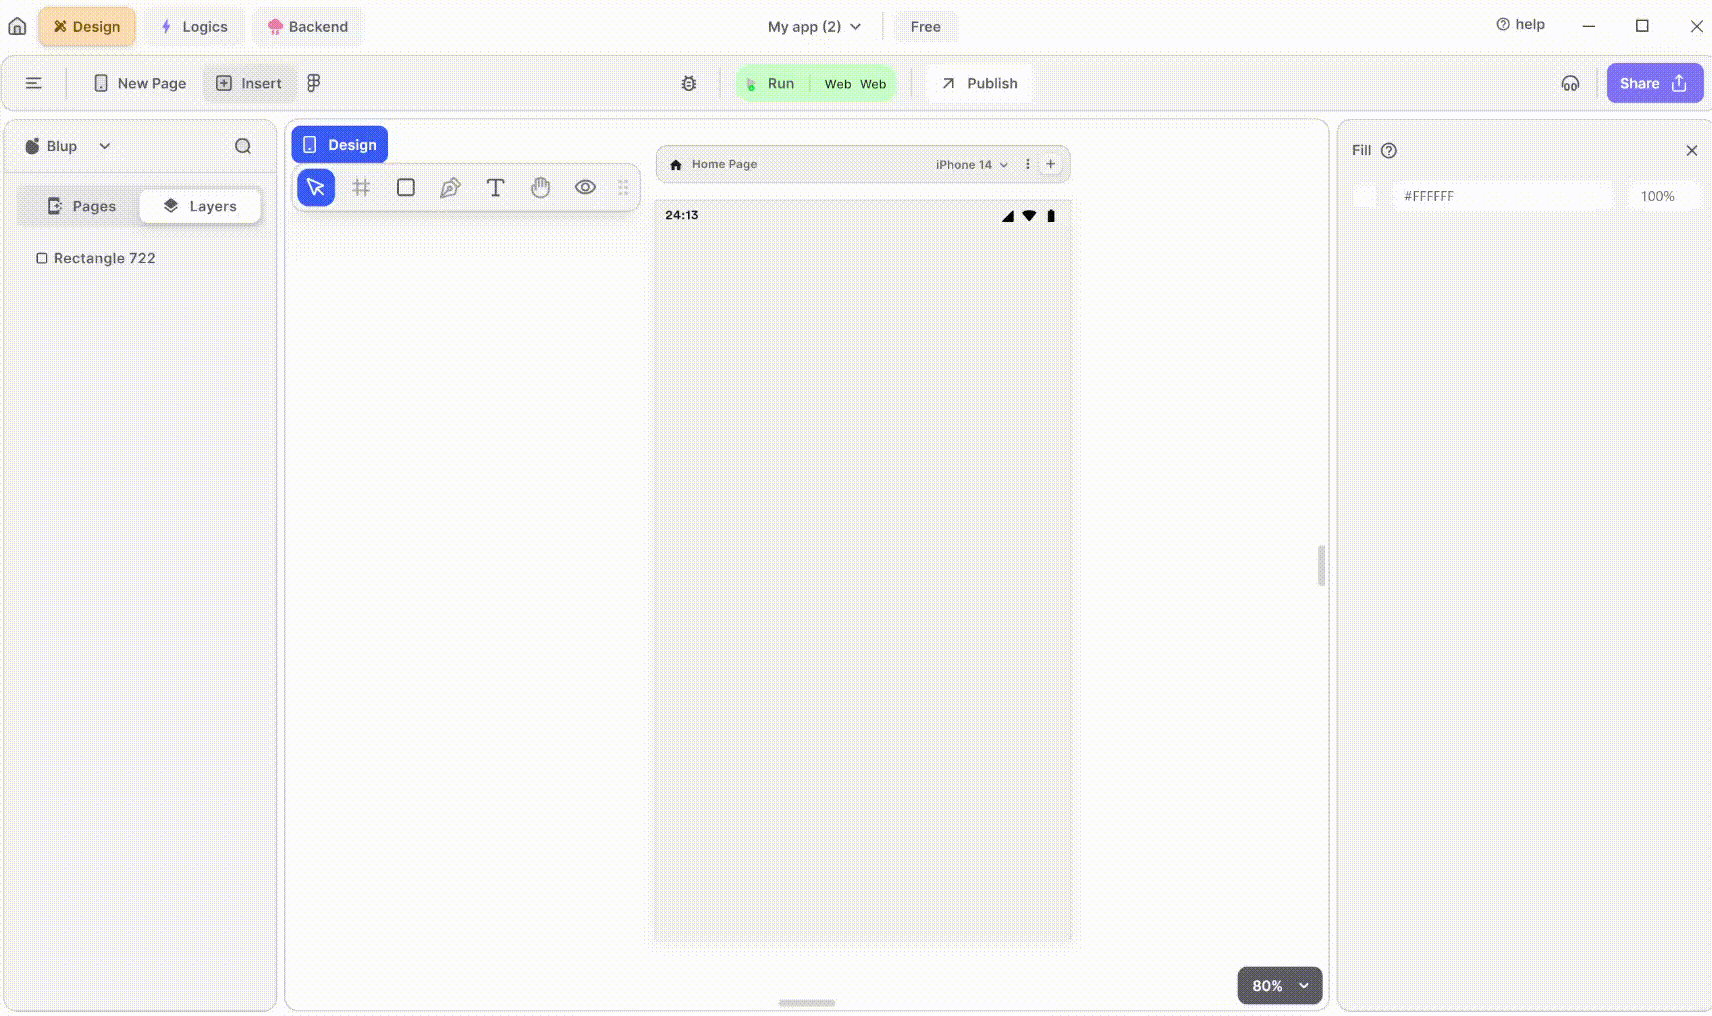 Design Logics Backend My app (2) Free help
New Page Insert Run Web Web Publish Share
Blup
Pages Layers
Rectangle 722
Design
Home Page iPhone 14
24:13
80%
Fill
#FFFFFF 100%